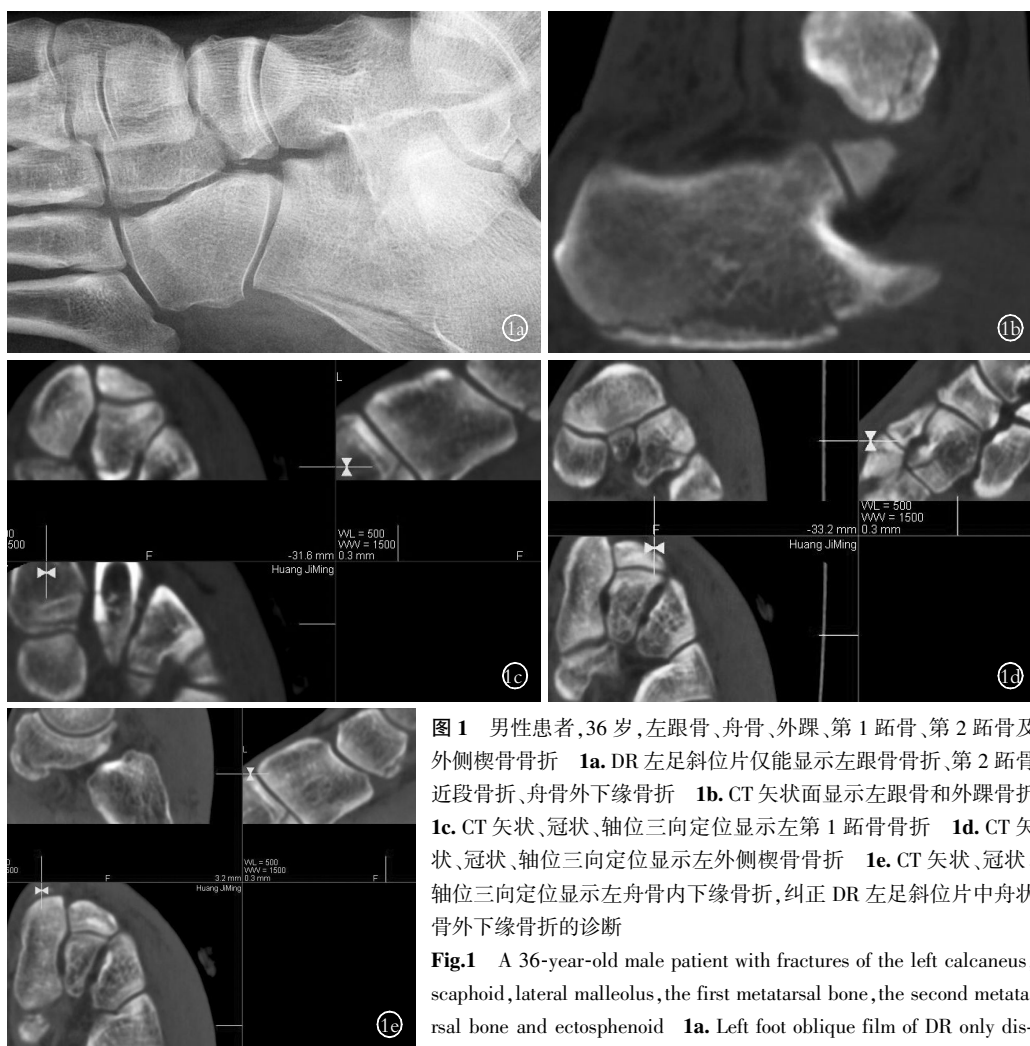 1a
1b
L
WL = 500
WW = 1500
500
-31.6 mm 0.3 mm
F
F
Huang JiMing
1c
WL = 500
WW = 1500
F
-33.2 mm 0.3 mm
Huang JiMing
1d
L
WL = 500
WW = 1500
500
F
3.2 mm 0.3 mm
F
Huang JiMing
1e
图 1 男性患者,36 岁,左跟骨、舟骨、外踝、第 1 跖骨、第 2 跖骨及
外侧楔骨骨折 1a. DR 左足斜位片仅能显示左跟骨骨折、第 2 跖骨
近段骨折、舟骨外下缘骨折 1b. CT 矢状面显示左跟骨和外踝骨折
1c. CT 矢状、冠状、轴位三向定位显示左第 1 跖骨骨折 1d. CT 矢
状、冠状、轴位三向定位显示左外侧楔骨骨折 1e. CT 矢状、冠状
轴位三向定位显示左舟骨内下缘骨折,纠正 DR 左足斜位片中舟状
骨外下缘骨折的诊断
Fig.1 A 36-year-old male patient with fractures of the left calcaneus
scaphoid,lateral malleolus,the first metatarsal bone,the second metata
rsal bone and ectosphenoid 1a. Left foot oblique film of DR only dis-